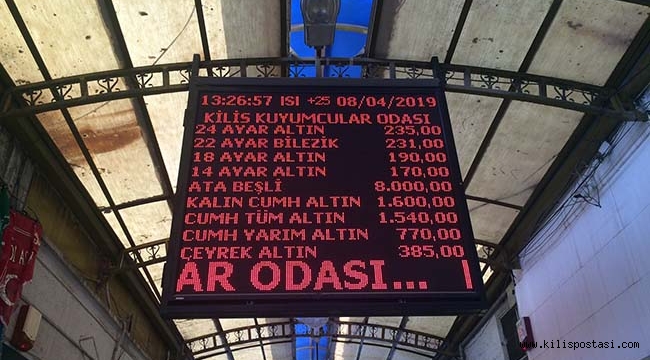 13:26:57 ISI +25 08/04/2019
KİLİS KUYUMCULAR ODASI
24 AYAR ALTIN 235,00
22 AYAR BİLEZİK 231,00
18 AYAR ALTIN 190,00
14 AYAR ALTIN 170,00
ATA BEŞLİ 8.000,00
KALIN CUMH ALTIN 1.600,00
CUMH TÜM ALTIN 1.540,00
CUMH YARIM ALTIN 770,00
ÇEYREK ALTIN 385,00
AR ODASI...
www.kilispostasi.com